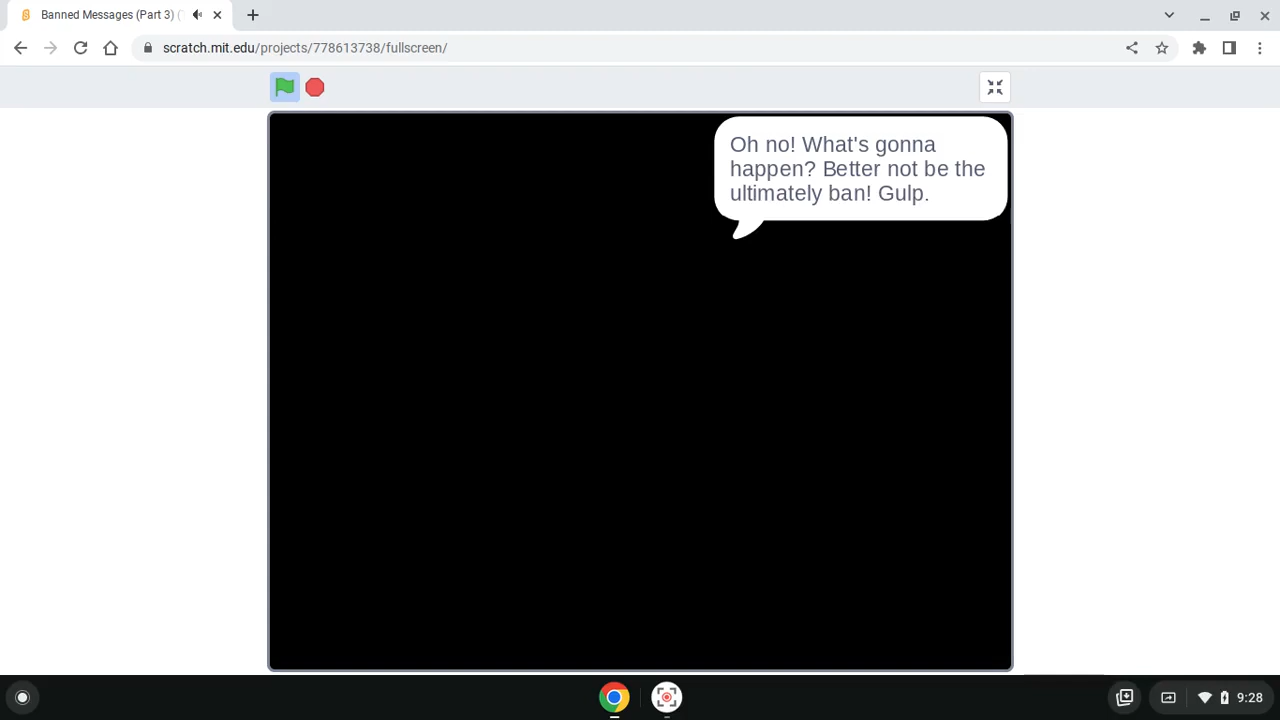 Banned Messages (Part 3) (
scratch.mit.edu/projects/778613738/fullscreen/
Oh no! What's gonna
happen? Better not be the
ultimately ban! Gulp.
9:28